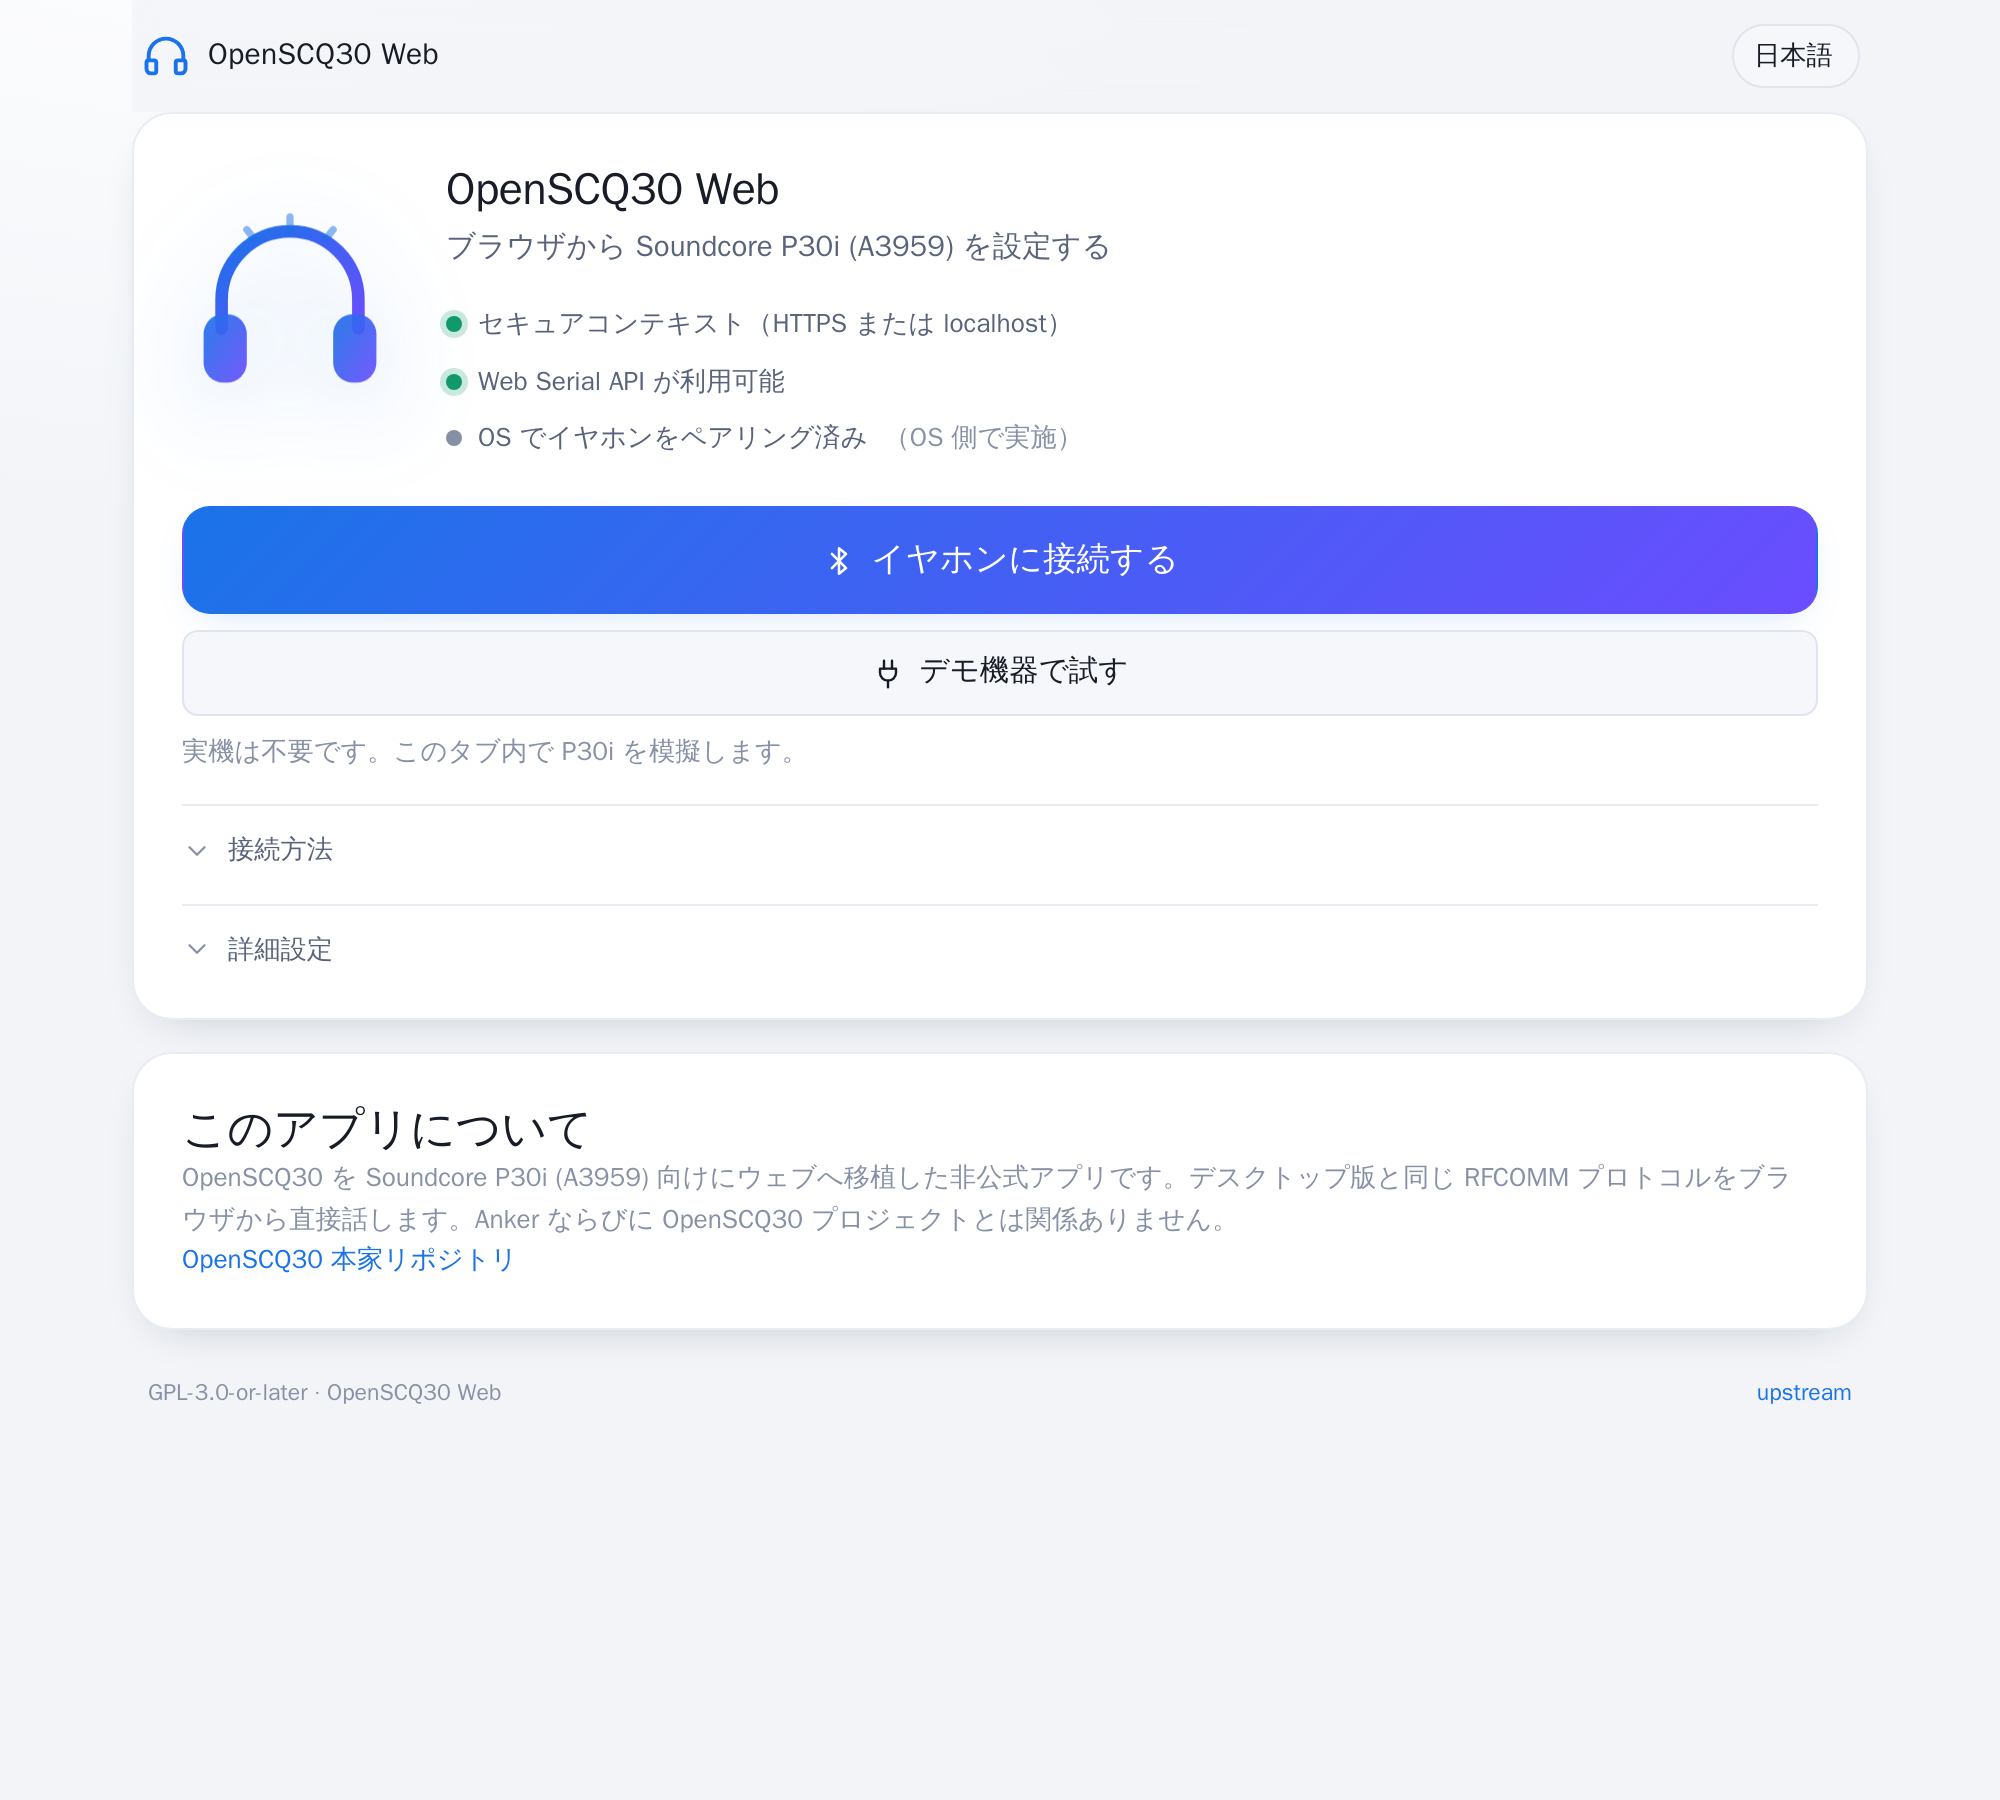 OpenSCQ30 Web
日本語
OpenSCQ30 Web
ブラウザから Soundcore P30i (A3959) を設定する
セキュアコンテキスト（HTTPS または localhost）
Web Serial API が利用可能
OS でイヤホンをペアリング済み （OS 側で実施）
イヤホンに接続する
デモ機器で試す
実機は不要です。このタブ内で P30i を模擬します。
接続方法
詳細設定
このアプリについて
OpenSCQ30 を Soundcore P30i (A3959) 向けにウェブへ移植した非公式アプリです。デスクトップ版と同じ RFCOMM プロトコルをブラ
ウザから直接話します。Anker ならびに OpenSCQ30 プロジェクトとは関係ありません。
OpenSCQ30 本家リポジトリ
GPL-3.0-or-later · OpenSCQ30 Web
upstream